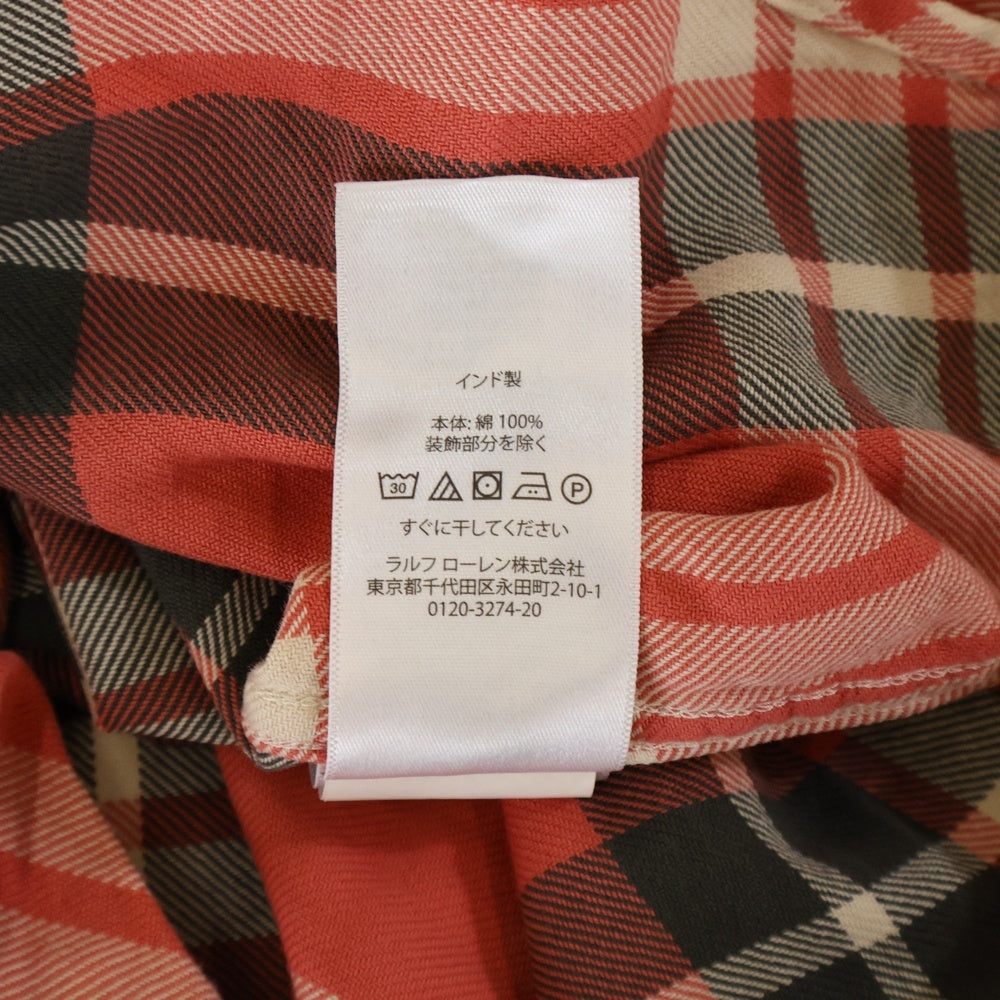 インド製
本体: 綿 100%
装飾部分を除く
30 P
すぐに干してください
ラルフ ローレン株式会社
東京都千代田区永田町2-10-1
0120-3274-20